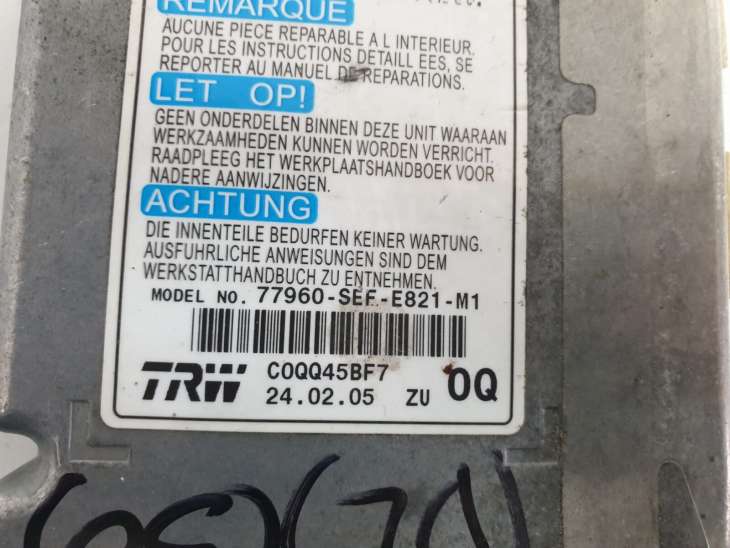 REMARQUE
AUCUNE PIECE REPARABLE A L INTERIEUR.
POUR LES INSTRUCTIONS DETAILL EES, SE
REPORTER AU MANUEL DE REPARATIONS.
LET OP!
GEEN ONDERDELEN BINNEN DEZE UNIT WAARAAN
WERKZAAMHEDEN KUNNEN WORDEN VERRICHT.
RAADPLEEG HET WERKPLAATSHANDBOEK VOOR
NADERE AANWIJZINGEN.
ACHTUNG
DIE INNENTEILE BEDURFEN KEINER WARTUNG.
AUSFUHRLICHE ANWEISUNGEN SIND DEM
WERKSTATTHANDBUCH ZU ENTNEHMEN.
MODEL NO. 77960-SEF-E821-M1
TRW C0QQ45BF7
24.02.05 ZU 0Q